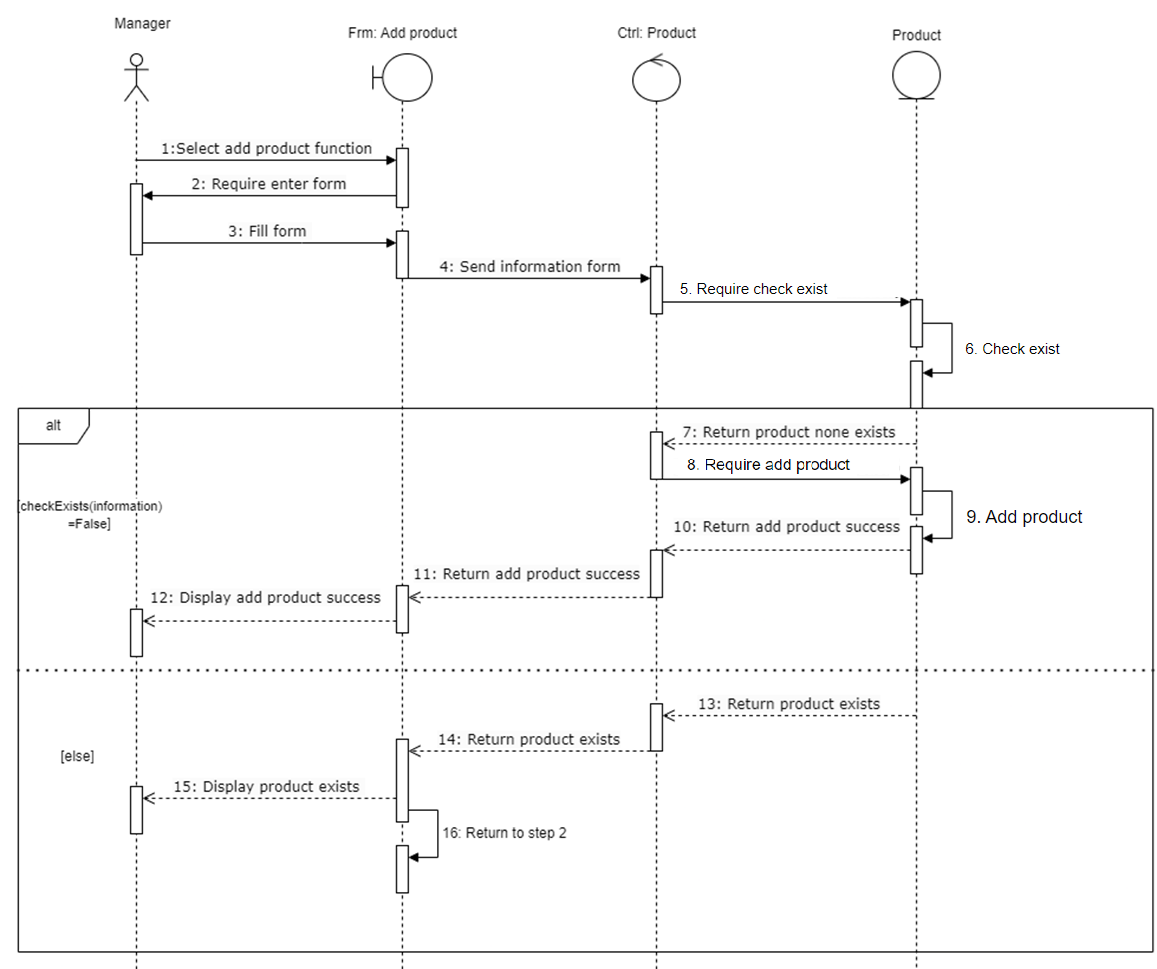 Manager
Frm: Add product
Ctrl: Product
Product
1:Select add product function
2: Require enter form
3: Fill form
4: Send information form
5. Require check exist
6. Check exist
alt
7: Return product none exists
8. Require add product
[checkExists(information)
=False]
9. Add product
10: Return add product success
11: Return add product success
12: Display add product success
13: Return product exists
14: Return product exists
[else]
15: Display product exists
16: Return to step 2